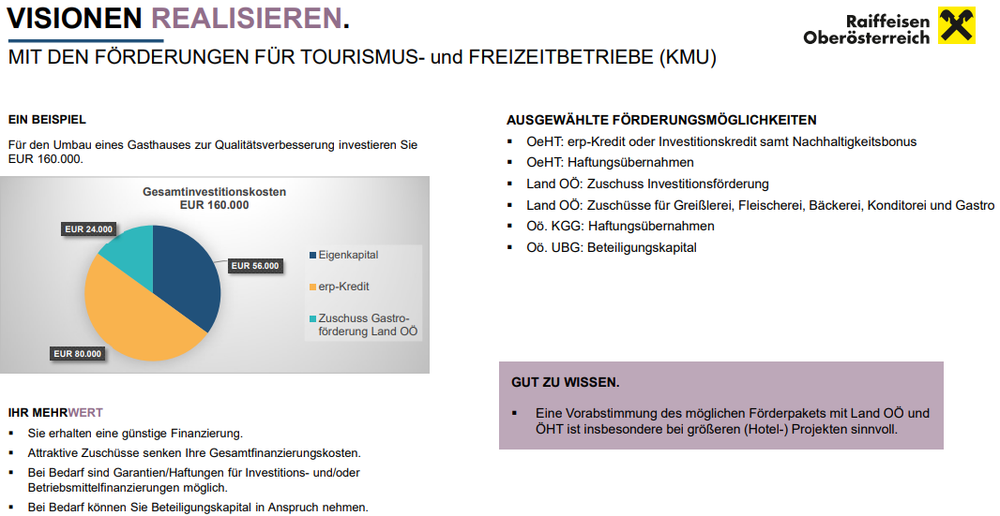 VISIONEN REALISIEREN.
Raiffeisen
Oberösterreich
MIT DEN FÖRDERUNGEN FÜR TOURISMUS- und FREIZEITBETRIEBE (KMU)
EIN BEISPIEL
Für den Umbau eines Gasthauses zur Qualitätsverbesserung investieren Sie
EUR 160.000.
Gesamtinvestitionskosten
EUR 160.000
EUR 24.000
EUR 56.000
EUR 80.000
Eigenkapital
erp-Kredit
Zuschuss Gastro-
förderung Land OÖ
IHR MEHRWERT
▪ Sie erhalten eine günstige Finanzierung.
▪ Attraktive Zuschüsse senken Ihre Gesamtfinanzierungskosten.
▪ Bei Bedarf sind Garantien/Haftungen für Investitions- und/oder
Betriebsmittelfinanzierungen möglich.
▪ Bei Bedarf können Sie Beteiligungskapital in Anspruch nehmen.
AUSGEWÄHLTE FÖRDERUNGSMÖGLICHKEITEN
▪ OeHT: erp-Kredit oder Investitionskredit samt Nachhaltigkeitsbonus
▪ OeHT: Haftungsübernahmen
▪ Land OÖ: Zuschuss Investitionsförderung
▪ Land OÖ: Zuschüsse für Greißlerei, Fleischerei, Bäckerei, Konditorei und Gastro
▪ Oö. KGG: Haftungsübernahmen
▪ Oö. UBG: Beteiligungskapital
GUT ZU WISSEN.
▪ Eine Vorabstimmung des möglichen Förderpakets mit Land OÖ und
ÖHT ist insbesondere bei größeren (Hotel-) Projekten sinnvoll.